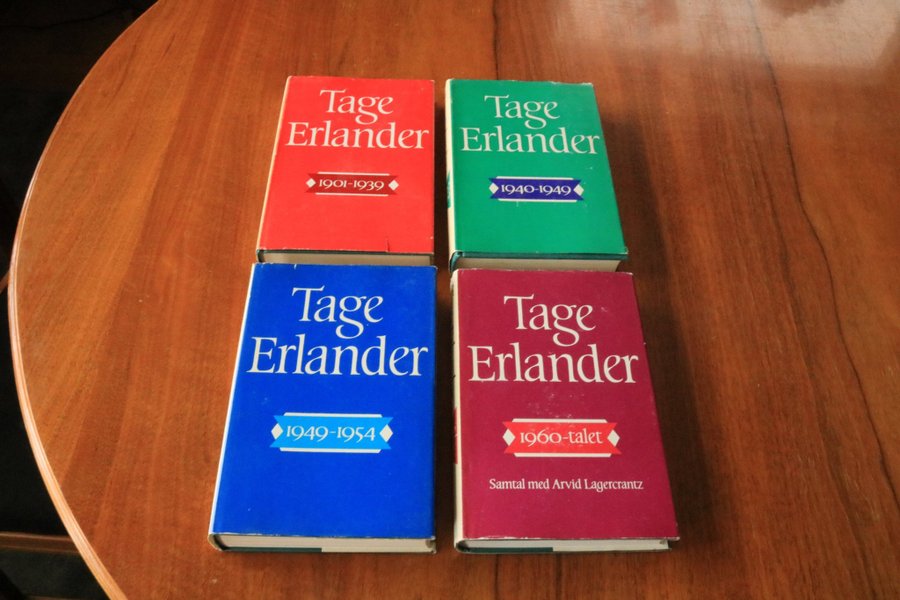 Tage
Erlander
1901-1939
Tage
Erlander
1940-1949
Tage
Erlander
1949-1954
Tage
Erlander
1960-talet
Samtal med Arvid Lagercrantz